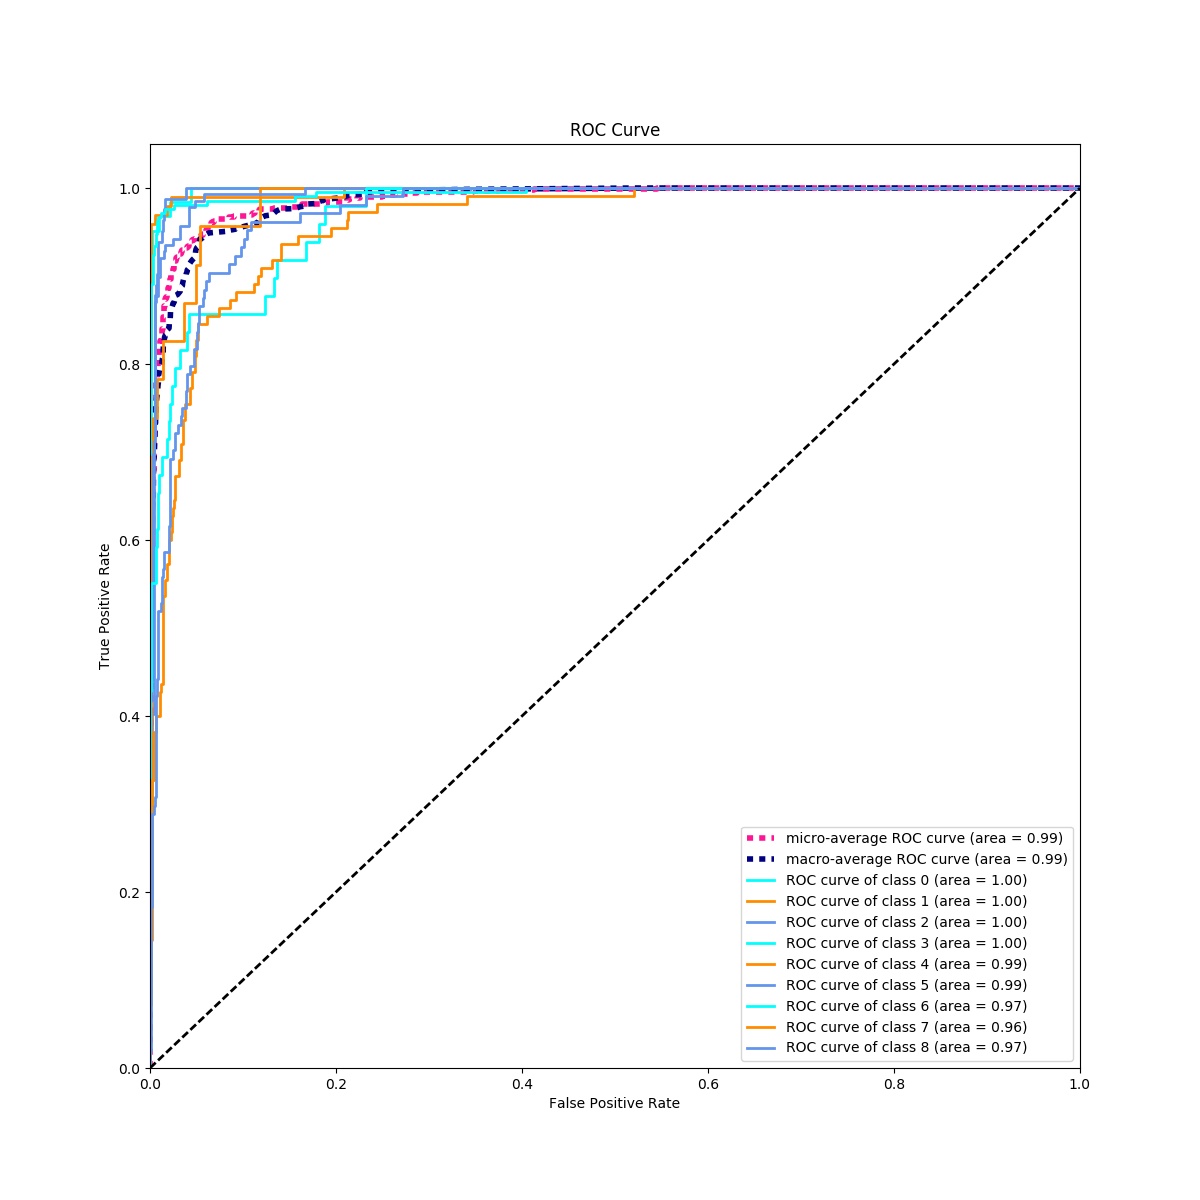 ROC Curve
1.0
0.8
0.6
0.4
0.2
0.0
True Positive Rate
micro-average ROC curve (area = 0.99)
macro-average ROC curve (area = 0.99)
ROC curve of class 0 (area = 1.00)
ROC curve of class 1 (area = 1.00)
ROC curve of class 2 (area = 1.00)
ROC curve of class 3 (area = 1.00)
ROC curve of class 4 (area = 0.99)
ROC curve of class 5 (area = 0.99)
ROC curve of class 6 (area = 0.97)
ROC curve of class 7 (area = 0.96)
ROC curve of class 8 (area = 0.97)
0.0 0.2 0.4 0.6 0.8 1.0
False Positive Rate